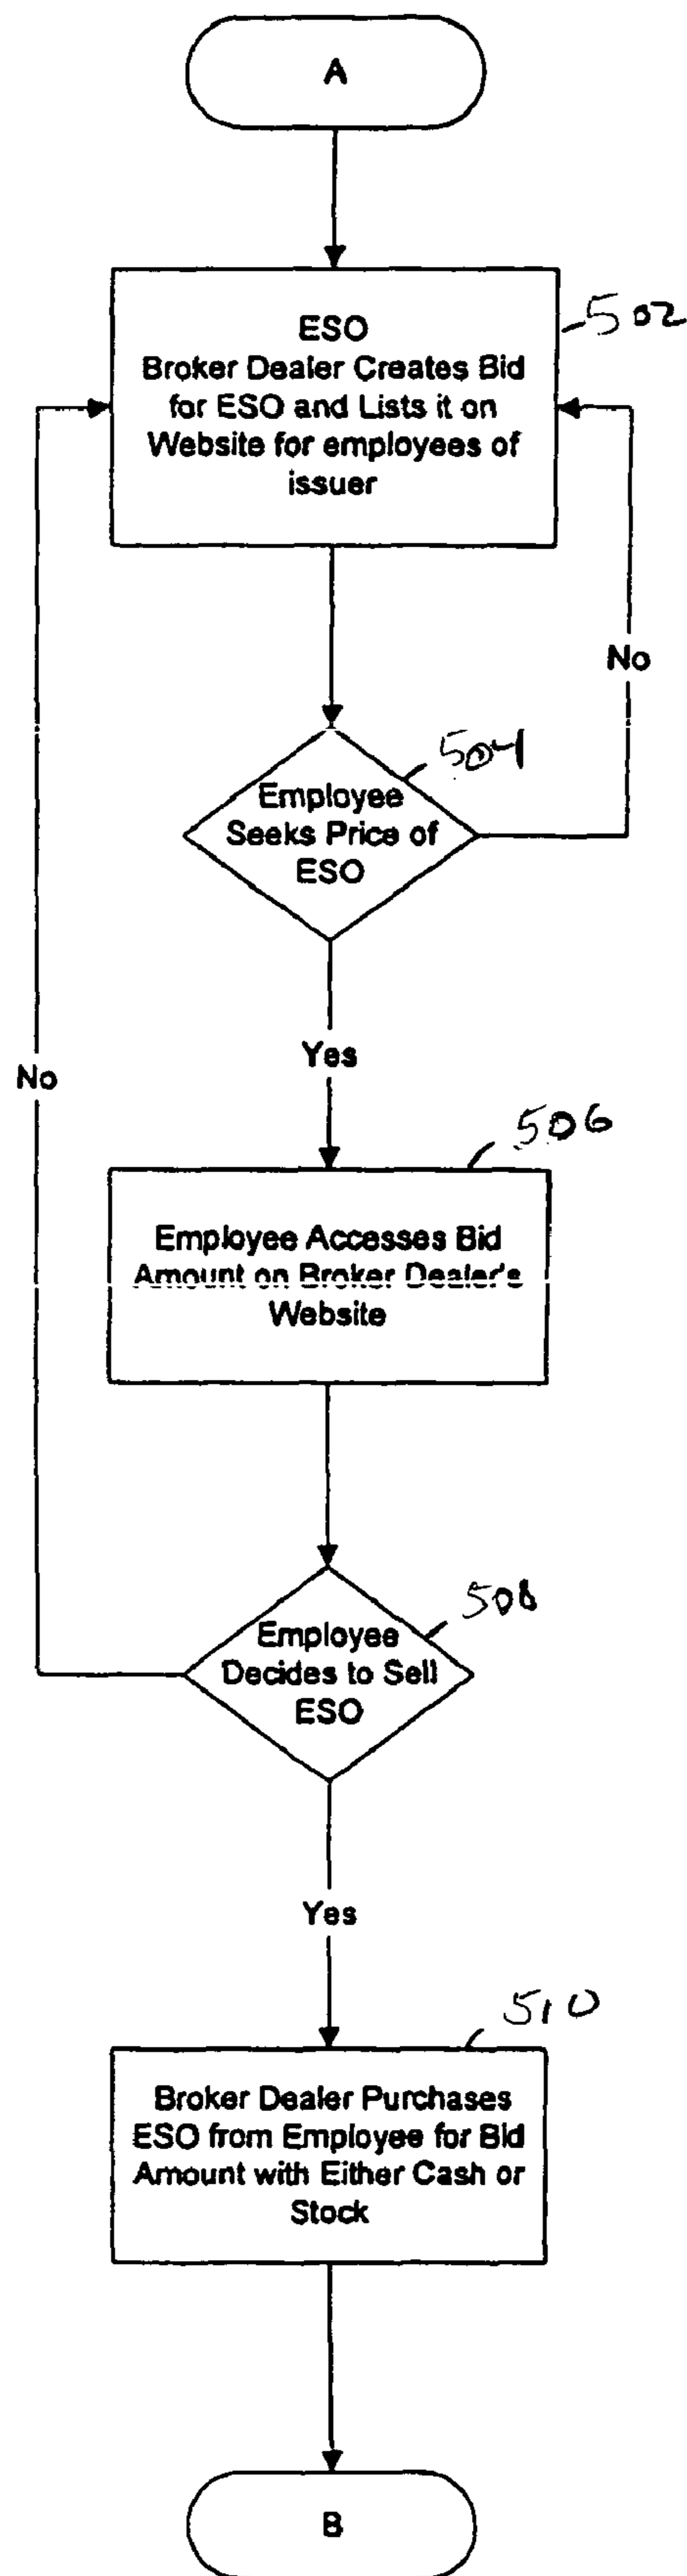 A
ESO
Broker Dealer Creates Bid
for ESO and Lists it on
Website for employees of
issuer
502
No
504
Employee
Seeks Price of
ESO
Yes
No
506
Employee Accesses Bid
Amount on Broker Dealer's
Website
508
Employee
Decides to Sell
ESO
Yes
510
Broker Dealer Purchases
ESO from Employee for Bid
Amount with Either Cash or
Stock
B